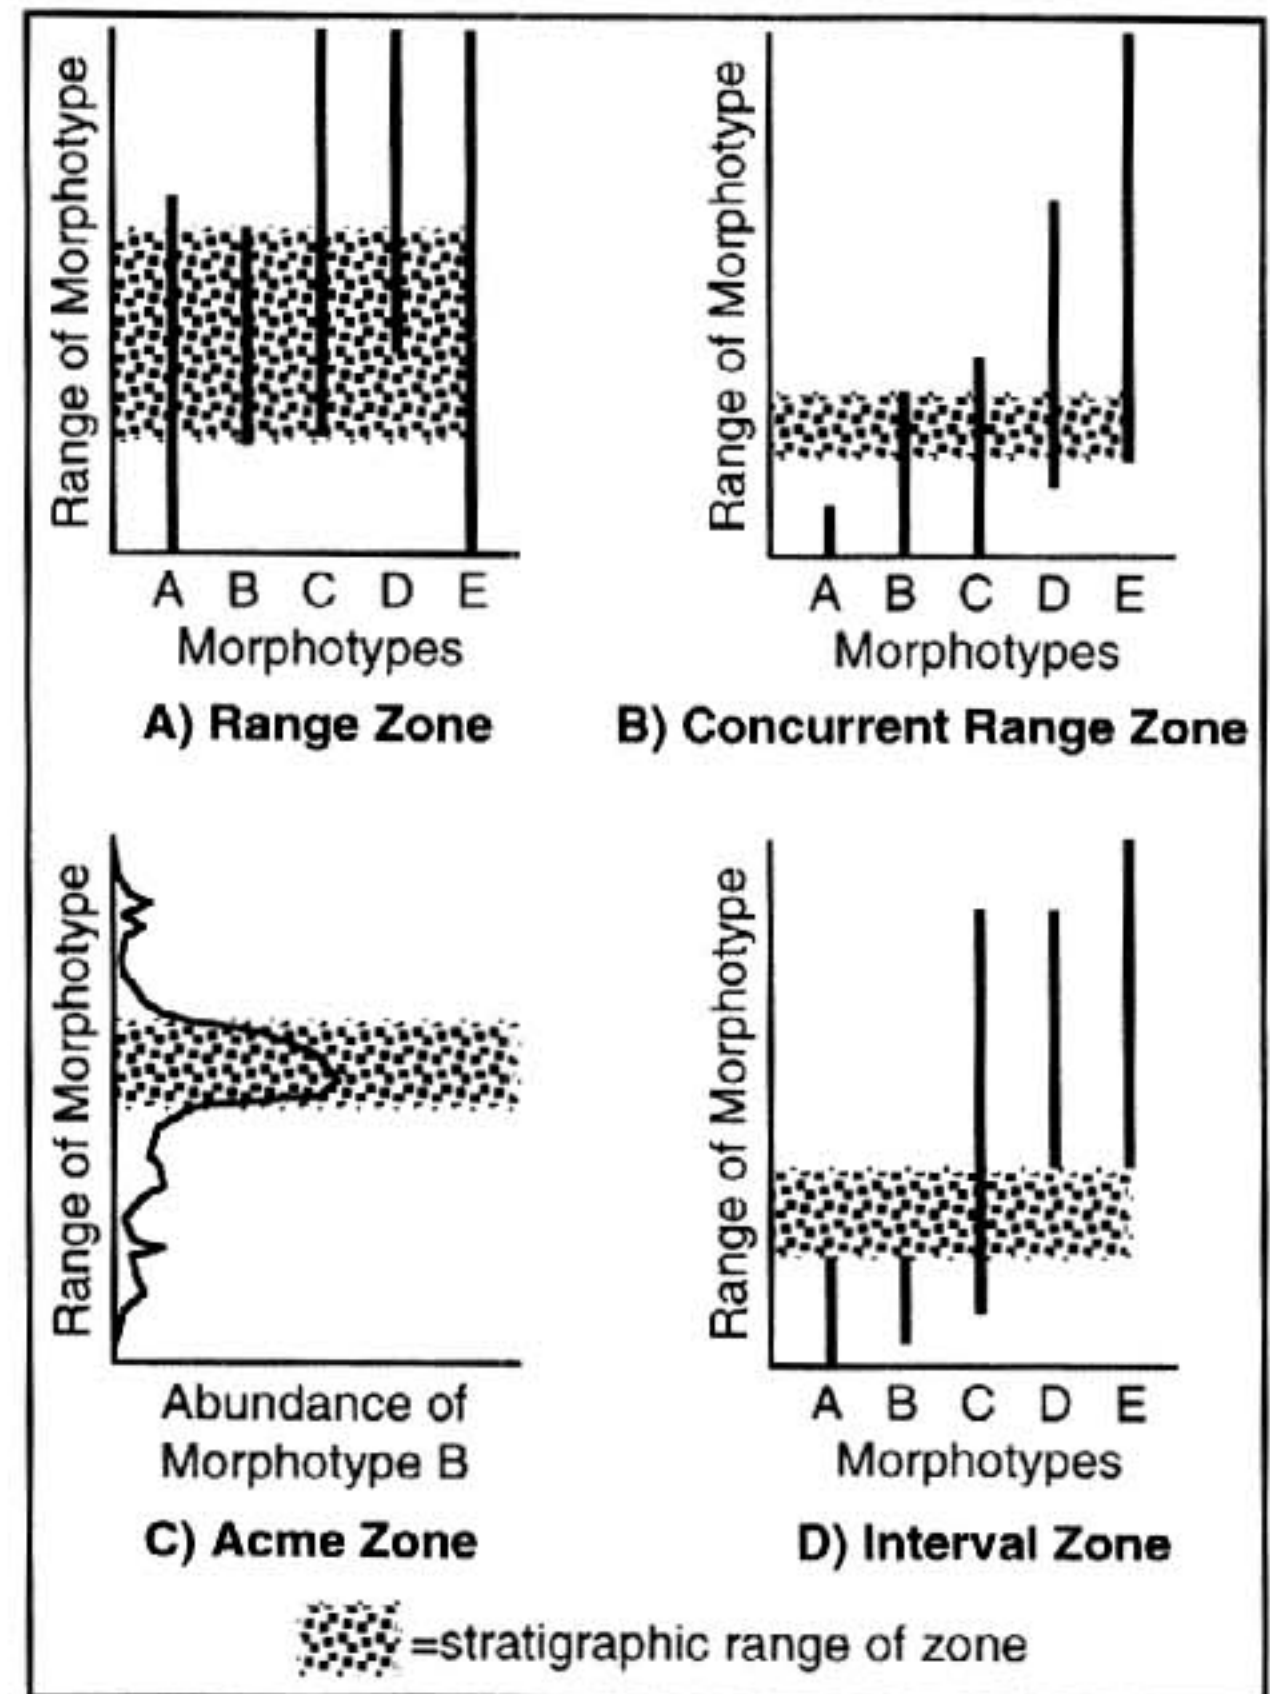 Range of Morphotype
A B C D E
Morphotypes
A) Range Zone
Range of Morphotype
A B C D E
Morphotypes
B) Concurrent Range Zone
Range of Morphotype
Abundance of
Morphotype B
C) Acme Zone
Range of Morphotype
A B C D E
Morphotypes
D) Interval Zone
=stratigraphic range of zone